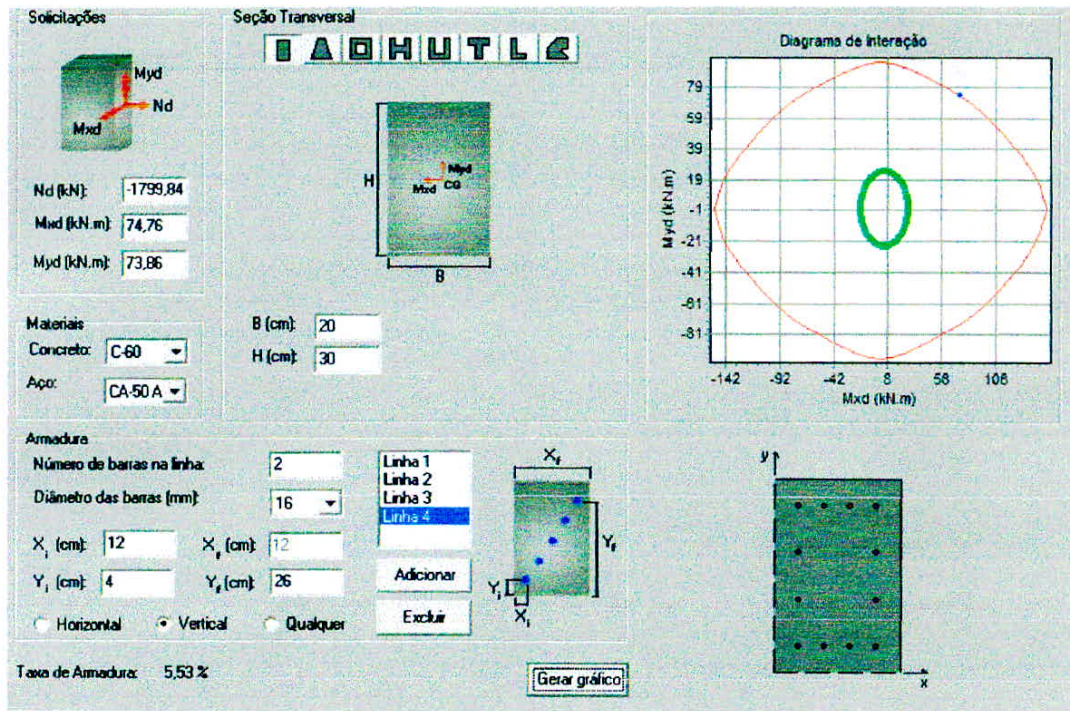 Solicitações
Myd
Nd
Mxd
Nd (kN): -1799,84
Mxd (kN.m): 74,76
Myd (kN.m): 73,86
Seção Transversal
H
Myd
Mxd CG
B
B (cm): 20
H (cm): 30
Diagrama de Interação
Myd (kN.m)
79
59
39
19
-1
-21
-41
-61
-81
-142 -92 -42 8 58 108
Mxd (kN.m)
Materiais
Concreto: C-60
Aço: CA-50 A
Armadura
Número de barras na linha: 2
Diâmetro das barras (mm): 16
Xi (cm): 12 Xf (cm): 12
Yi (cm): 4 Yf (cm): 26
Horizontal Vertical Qualquer
Linha 1
Linha 2
Linha 3
Linha 4
Adicionar
Excluir
Xf
Yf
Yi
Xi
y
x
Taxa de Armadura: 5,53 %
Gerar gráfico